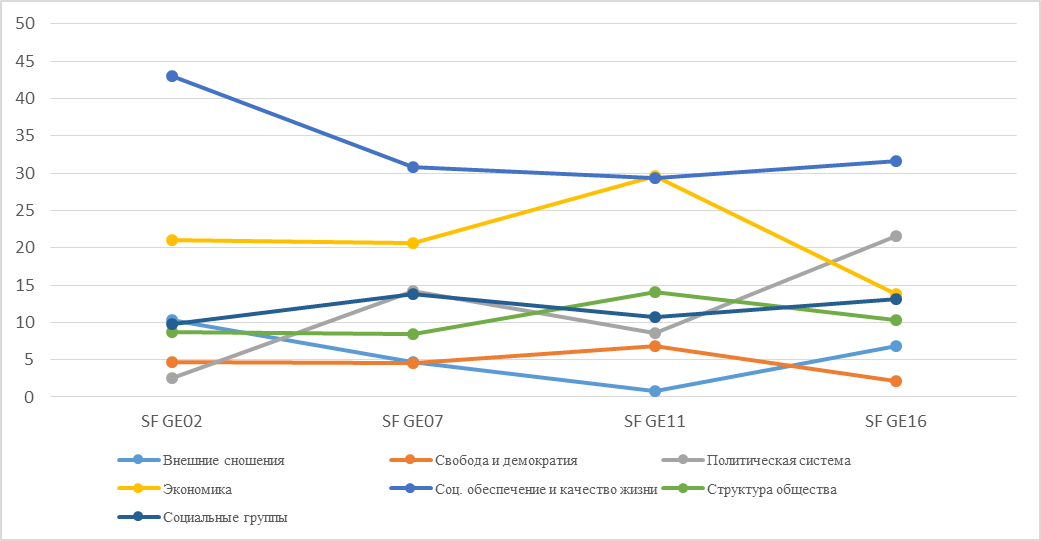 50
45
40
35
30
25
20
15
10
5
0
SF GE02 SF GE07 SF GE11 SF GE16
Внешние сношения Свобода и демократия Политическая система
Экономика Соц. обеспечение и качество жизни Структура общества
Социальные группы